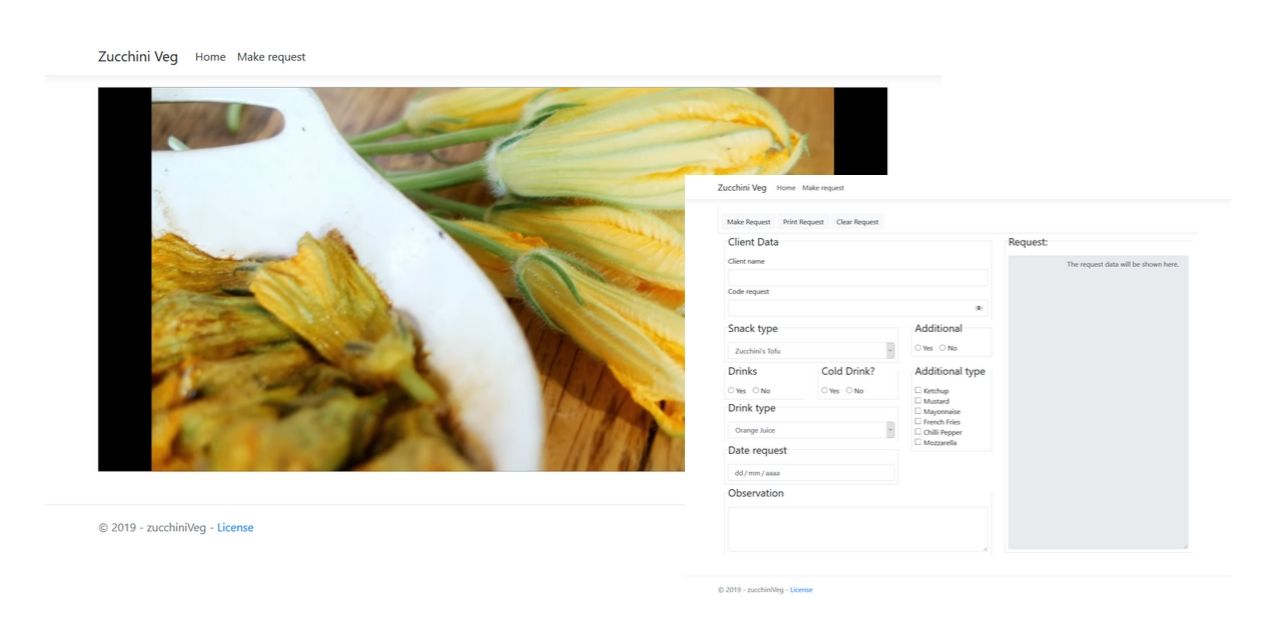 Zucchini Veg Home Make request
© 2019 - zucchiniVeg - License
Zucchini Veg Home Make request
Make Request Print Request Clear Request
Client Data
Client name
Code request
Snack type
Zucchini's Tofu
Additional
Yes No
Drinks
Yes No
Cold Drink?
Yes No
Additional type
Ketchup
Mustard
Mayonnaise
French Fries
Chilli Pepper
Mozzarella
Drink type
Orange Juice
Date request
dd/mm/aaaa
Observation
Request:
The request data will be shown here.
© 2019 - zucchiniVeg - License